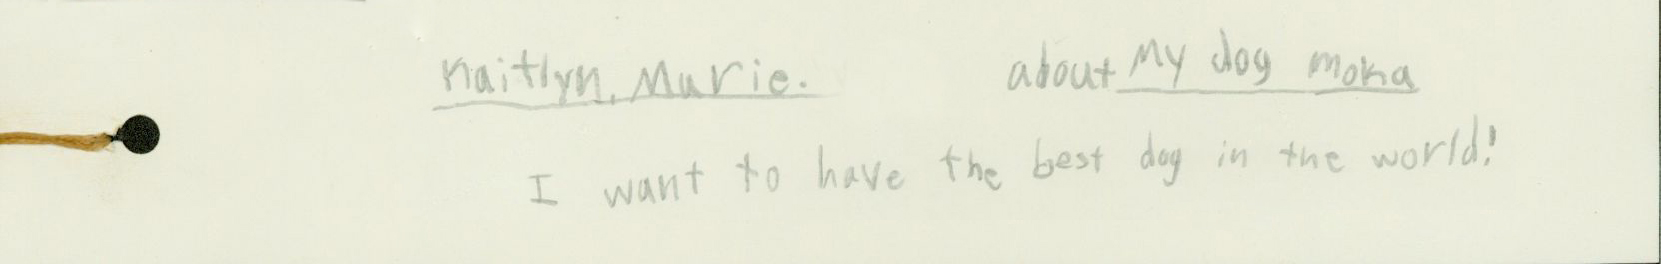 Kaitlyn, Marie. about My dog moka
I want to have the best dog in the world!